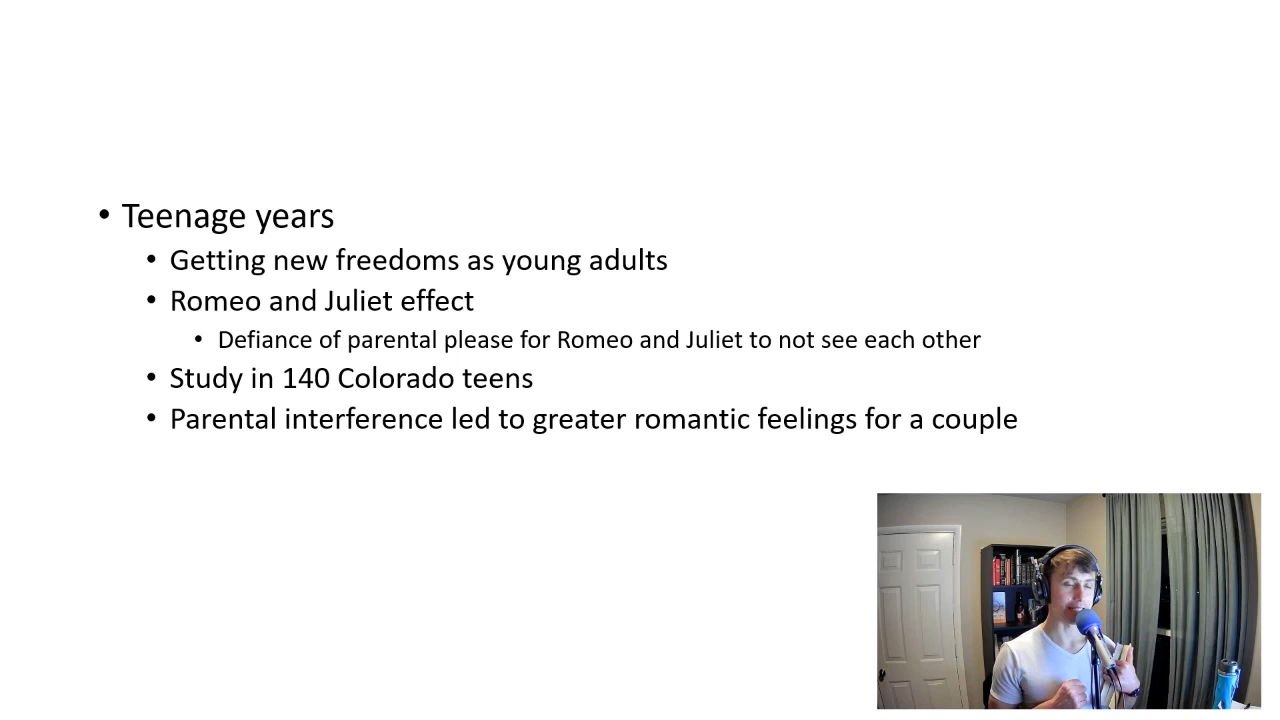 • Teenage years
• Getting new freedoms as young adults
• Romeo and Juliet effect
• Defiance of parental please for Romeo and Juliet to not see each other
• Study in 140 Colorado teens
• Parental interference led to greater romantic feelings for a couple